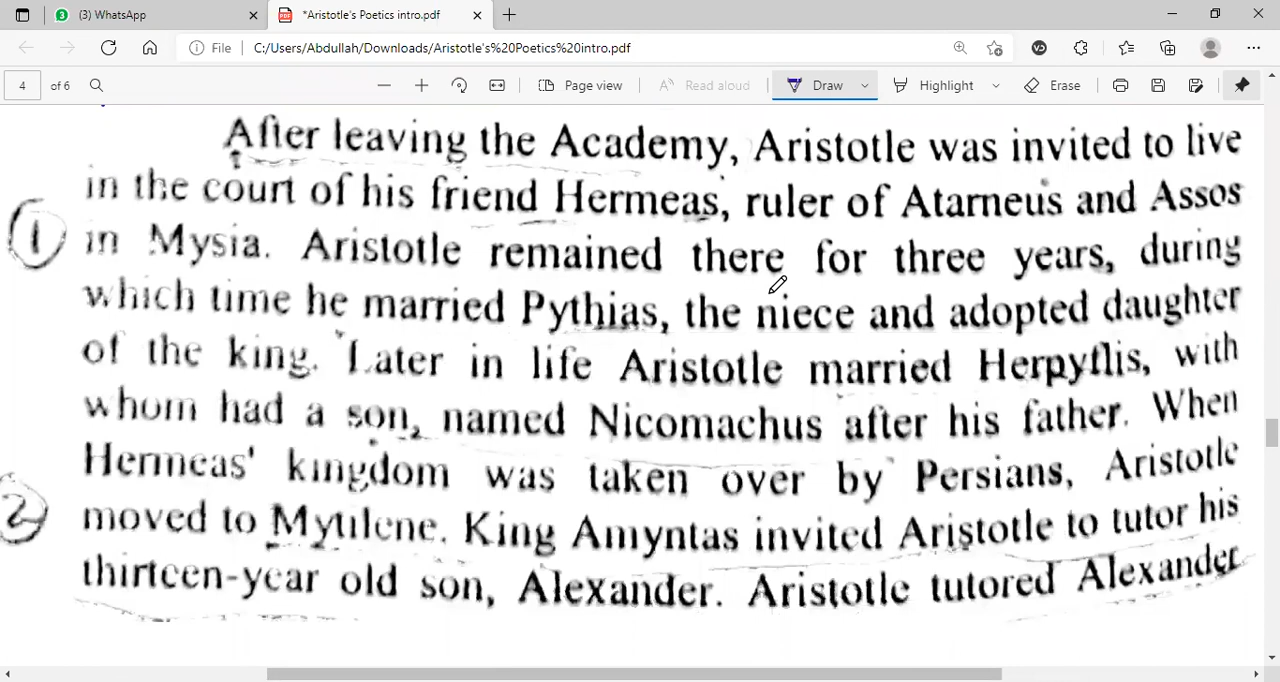 (3) WhatsApp
*Aristotle's Poetics intro.pdf
File C:/Users/Abdullah/Downloads/Aristotle's%20Poetics%20intro.pdf
4 of 6 Page view Read aloud Draw Highlight Erase
After leaving the Academy, Aristotle was invited to live
in the court of his friend Hermeas, ruler of Atarneus and Assos
1 in Mysia. Aristotle remained there for three years, during
which time he married Pythias, the niece and adopted daughter
of the king. Later in life Aristotle married Herpyflis, with
whom had a son, named Nicomachus after his father. When
Hermeas' kingdom was taken over by Persians, Aristotle
2 moved to Mytilene. King Amyntas invited Aristotle to tutor his
thirteen-year old son, Alexander. Aristotle tutored Alexander